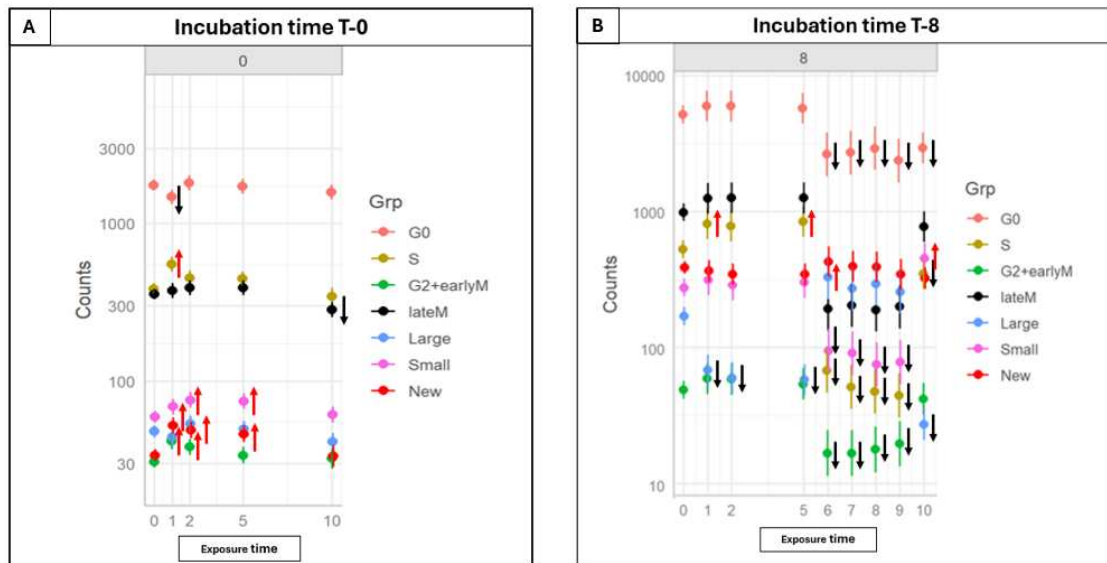 A
Incubation time T-0
0
3000
1000
300
100
30
Counts
0 1 2 5 10
Exposure time
Grp
G0
S
G2+earlyM
lateM
Large
Small
New
B
Incubation time T-8
8
10000
1000
100
10
Counts
0 1 2 5 6 7 8 9 10
Exposure time
Grp
G0
S
G2+earlyM
lateM
Large
Small
New